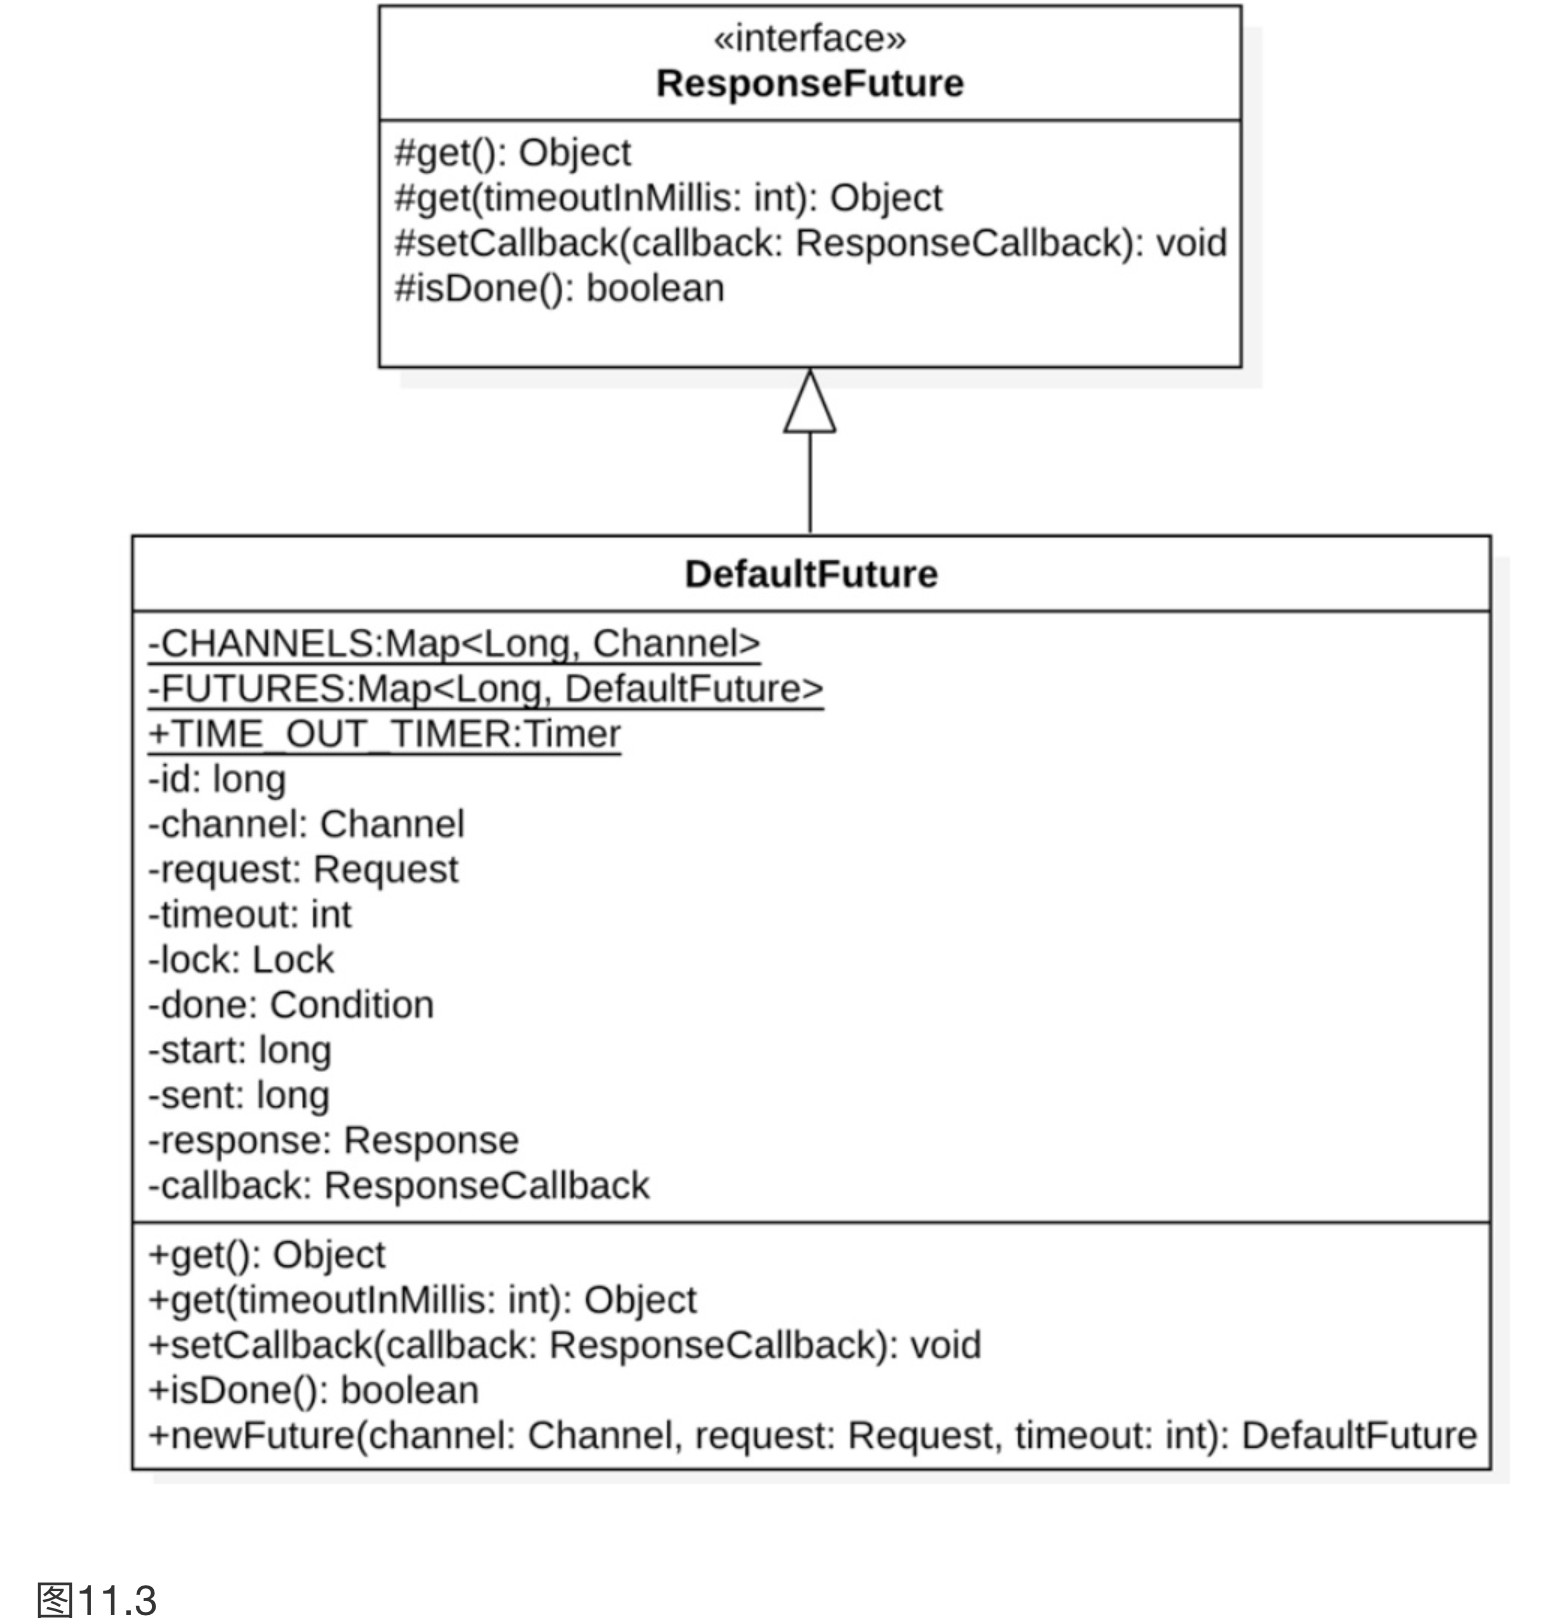 «interface»
ResponseFuture
#get(): Object
#get(timeoutInMillis: int): Object
#setCallback(callback: ResponseCallback): void
#isDone(): boolean
DefaultFuture
-CHANNELS:Map<Long, Channel>
-FUTURES:Map<Long, DefaultFuture>
+TIME_OUT_TIMER:Timer
-id: long
-channel: Channel
-request: Request
-timeout: int
-lock: Lock
-done: Condition
-start: long
-sent: long
-response: Response
-callback: ResponseCallback
+get(): Object
+get(timeoutInMillis: int): Object
+setCallback(callback: ResponseCallback): void
+isDone(): boolean
+newFuture(channel: Channel, request: Request, timeout: int): DefaultFuture
图11.3